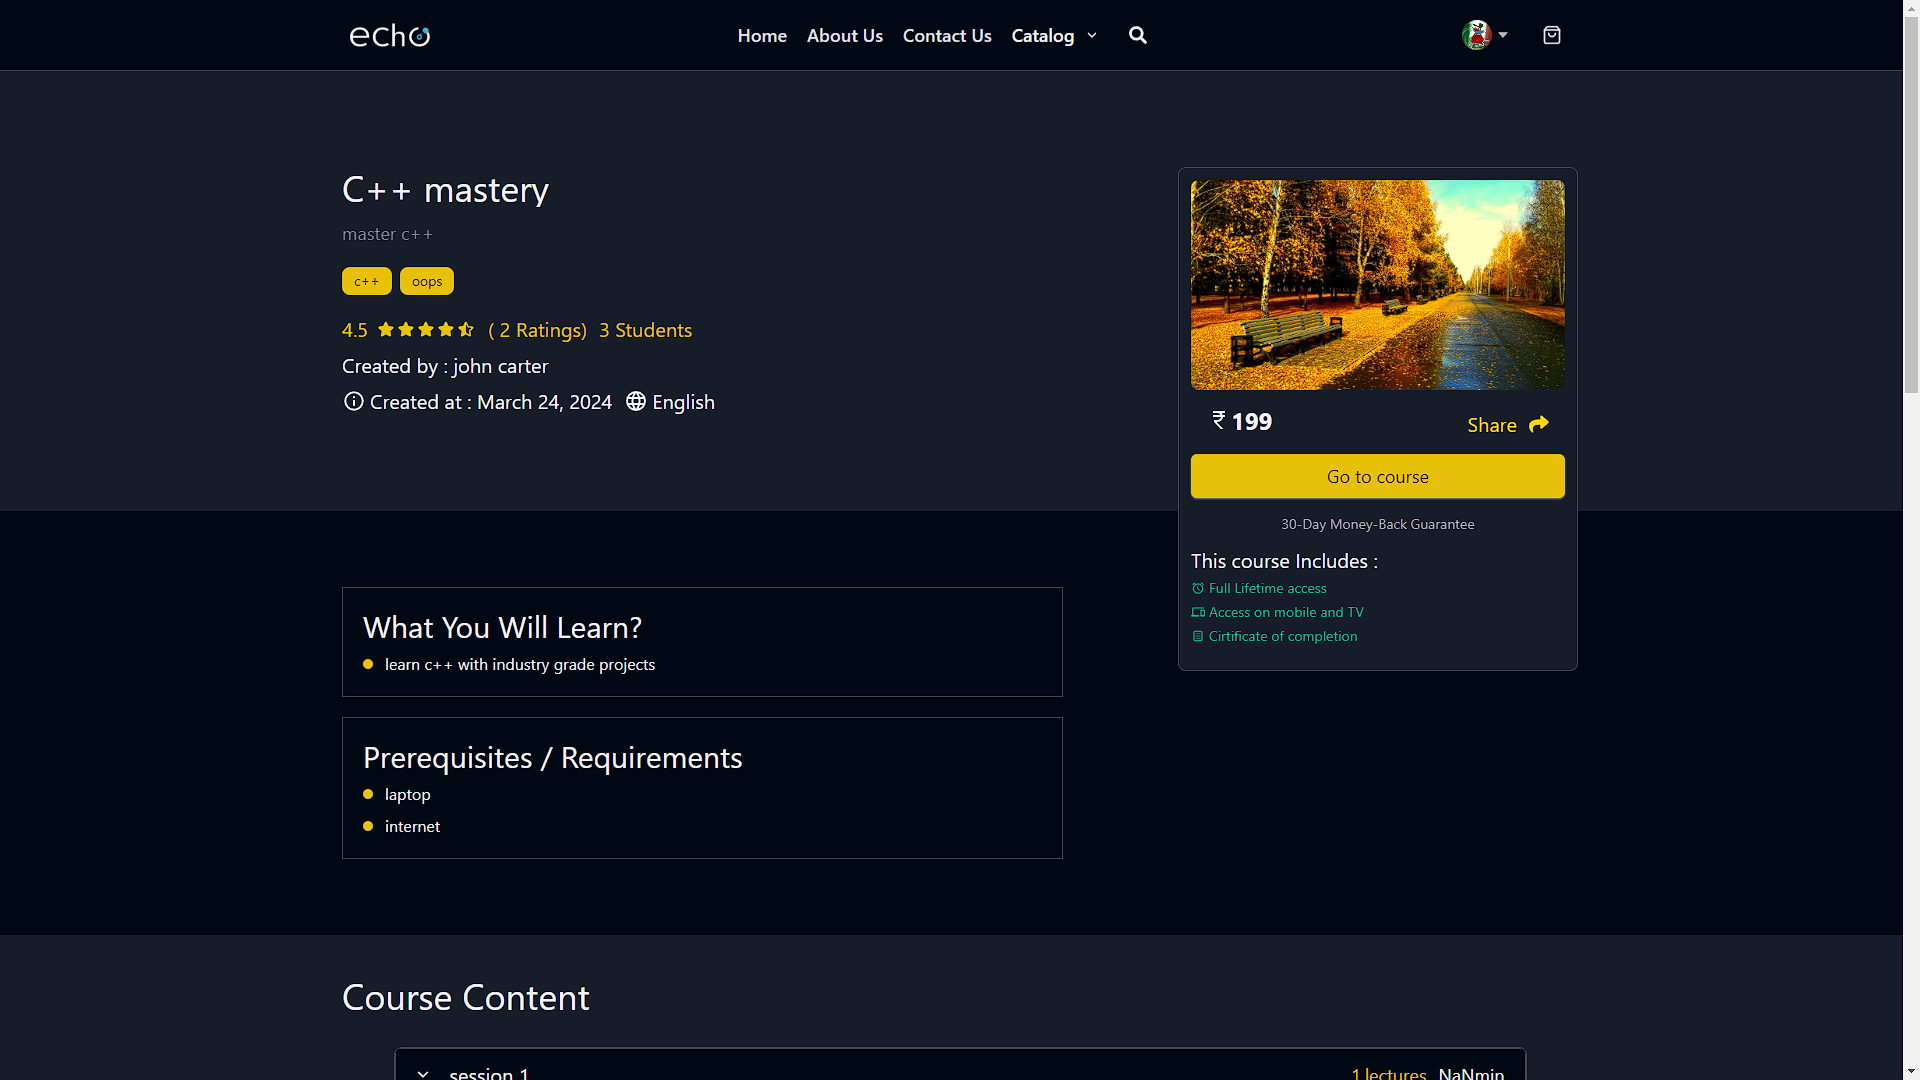 echo
Home About Us Contact Us Catalog
C++ mastery
master c++
c++ oops
4.5 ( 2 Ratings) 3 Students
Created by : john carter
Created at : March 24, 2024 English
₹ 199
Share
Go to course
30-Day Money-Back Guarantee
This course Includes :
Full Lifetime access
Access on mobile and TV
Cirtificate of completion
What You Will Learn?
learn c++ with industry grade projects
Prerequisites / Requirements
laptop
internet
Course Content
session 1 1 lectures NaNmin